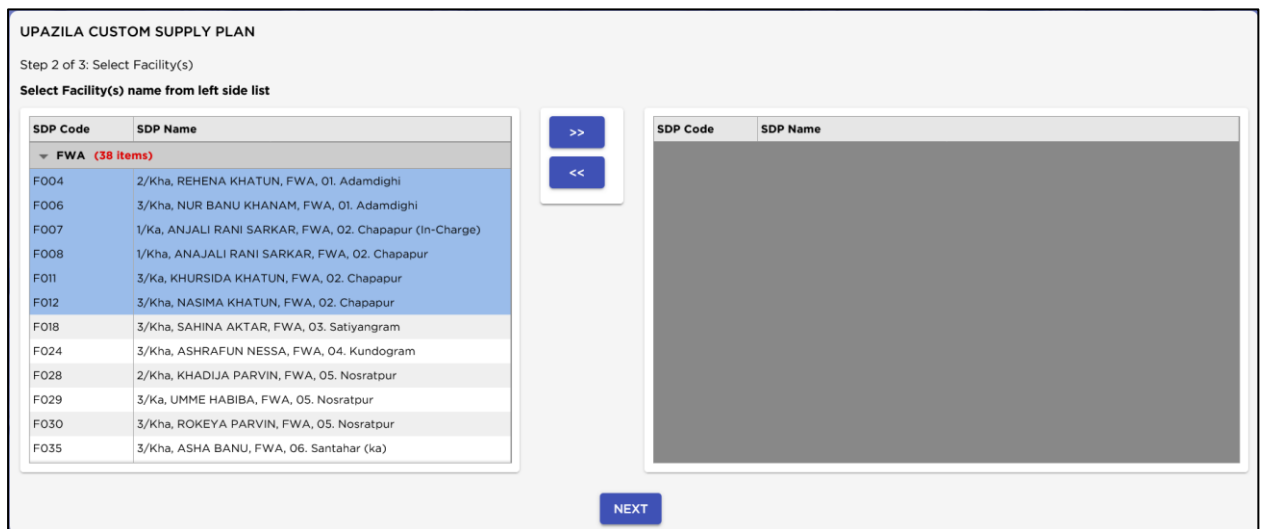 UPAZILA CUSTOM SUPPLY PLAN
Step 2 of 3: Select Facility(s)
Select Facility(s) name from left side list
SDP Code SDP Name
FWA (38 items)
F004 2/Kha, REHENA KHATUN, FWA, 01. Adamdighi
F006 3/Kha, NUR BANU KHANAM, FWA, 01. Adamdighi
F007 1/Ka, ANJALI RANI SARKAR, FWA, 02. Chapapur (In-Charge)
F008 1/Kha, ANAJALI RANI SARKAR, FWA, 02. Chapapur
F011 3/Ka, KHURSIDA KHATUN, FWA, 02. Chapapur
F012 3/Kha, NASIMA KHATUN, FWA, 02. Chapapur
F018 3/Kha, SAHINA AKTAR, FWA, 03. Satiyangram
F024 3/Kha, ASHRAFUN NESSA, FWA, 04. Kundogram
F028 2/Kha, KHADIJA PARVIN, FWA, 05. Nosratpur
F029 3/Ka, UMME HABIBA, FWA, 05. Nosratpur
F030 3/Kha, ROKEYA PARVIN, FWA, 05. Nosratpur
F035 3/Kha, ASHA BANU, FWA, 06. Santahar (ka)
>>
<<
SDP Code SDP Name
NEXT